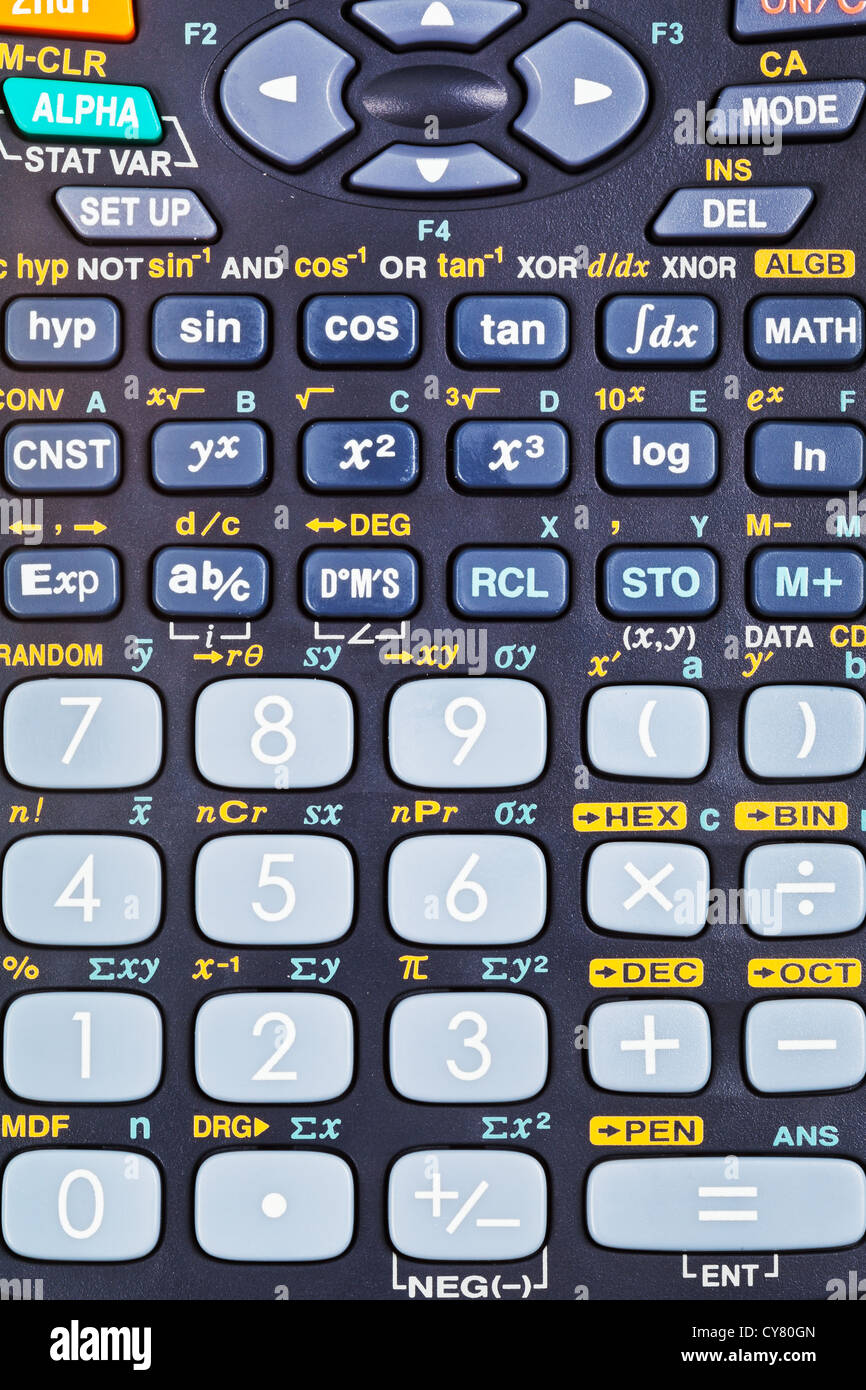 2ndF ON/C
F2 F3
M-CLR CA
ALPHA MODE
STAT VAR INS
SET UP DEL
F4
c hyp NOT sin⁻¹ AND cos⁻¹ OR tan⁻¹ XOR d/dx XNOR ALGB
hyp sin cos tan ∫dx MATH
CONV A x√ B √ C 3√ D 10ˣ E eˣ F
CNST yˣ x² x³ log ln
←, → d/c ↔DEG X , Y M− M
Exp ab/c D°M'S RCL STO M+
i ∠ (x,y) DATA CD
RANDOM y̅ →rθ sy →xy σy x′ a y′ b
7 8 9 ( )
n! x̅ nCr sx nPr σx →HEX c →BIN
4 5 6 × ÷
% Σxy x⁻¹ Σy π Σy² →DEC →OCT
1 2 3 + −
MDF n DRG▸ Σx Σx² →PEN ANS
0 • +/− =
NEG(−) ENT
alamy
Image ID: CY80GN
www.alamy.com